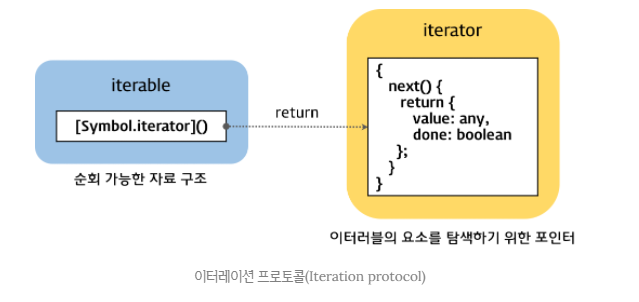 iterable
[Symbol.iterator]()
순회 가능한 자료 구조
return
iterator
{
next() {
return {
value: any,
done: boolean
};
}
}
이터러블의 요소를 탐색하기 위한 포인터
이터레이션 프로토콜(Iteration protocol)